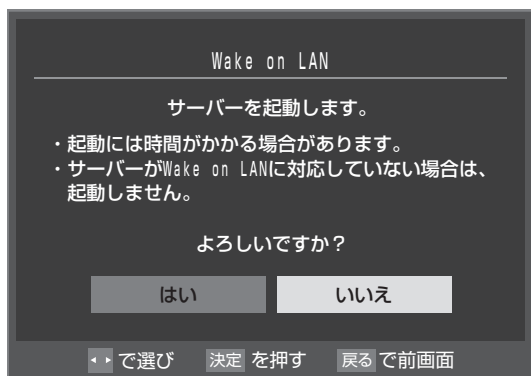 Wake on LAN
サーバーを起動します。
・起動には時間がかかる場合があります。
・サーバーがWake on LANに対応していない場合は、
起動しません。
よろしいですか？
はい いいえ
で選び 決定 を押す 戻る で前画面